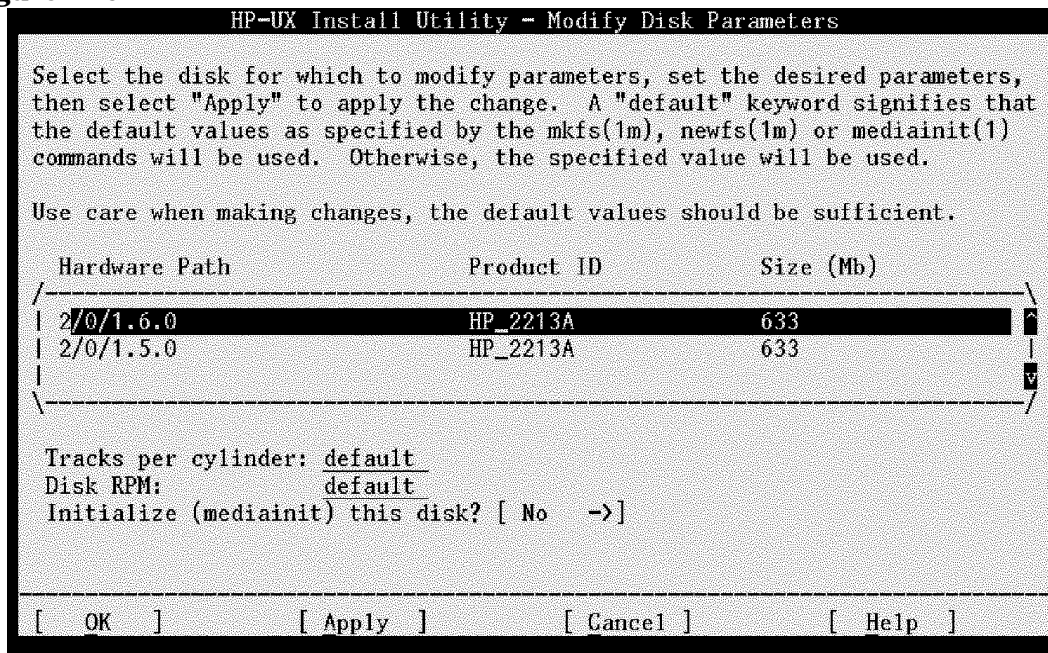 HP-UX Install Utility - Modify Disk Parameters
Select the disk for which to modify parameters, set the desired parameters,
then select "Apply" to apply the change.  A "default" keyword signifies that
the default values as specified by the mkfs(1m), newfs(1m) or mediainit(1)
commands will be used.  Otherwise, the specified value will be used.
Use care when making changes, the default values should be sufficient.
Hardware Path Product ID Size (Mb)
2/0/1.6.0 HP_2213A 633
2/0/1.5.0 HP_2213A 633
Tracks per cylinder: default
Disk RPM: default
Initialize (mediainit) this disk? [ No   ->]
[ OK ] [ Apply ] [ Cancel ] [ Help ]